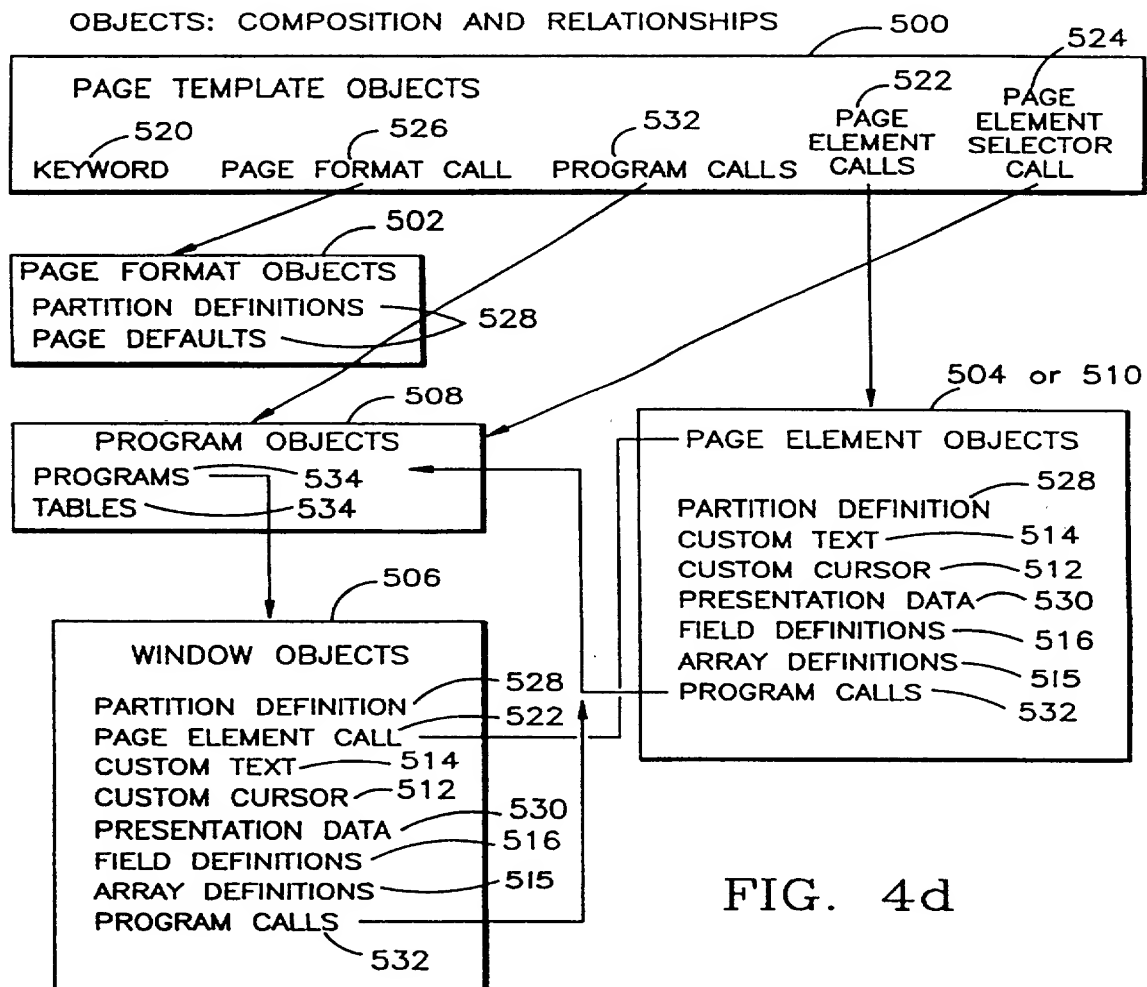 OBJECTS: COMPOSITION AND RELATIONSHIPS
500
524
PAGE TEMPLATE OBJECTS
522
PAGE ELEMENT SELECTOR CALL
520
526
532
PAGE ELEMENT CALLS
KEYWORD
PAGE FORMAT CALL
PROGRAM CALLS
502
PAGE FORMAT OBJECTS
PARTITION DEFINITIONS
528
PAGE DEFAULTS
508
PROGRAM OBJECTS
PROGRAMS 534
TABLES 534
504 or 510
PAGE ELEMENT OBJECTS
528
PARTITION DEFINITION
CUSTOM TEXT 514
CUSTOM CURSOR 512
PRESENTATION DATA 530
FIELD DEFINITIONS 516
ARRAY DEFINITIONS 515
PROGRAM CALLS
532
506
WINDOW OBJECTS
PARTITION DEFINITION 528
PAGE ELEMENT CALL 522
CUSTOM TEXT 514
CUSTOM CURSOR 512
PRESENTATION DATA 530
FIELD DEFINITIONS 516
ARRAY DEFINITIONS 515
PROGRAM CALLS
532
FIG. 4d